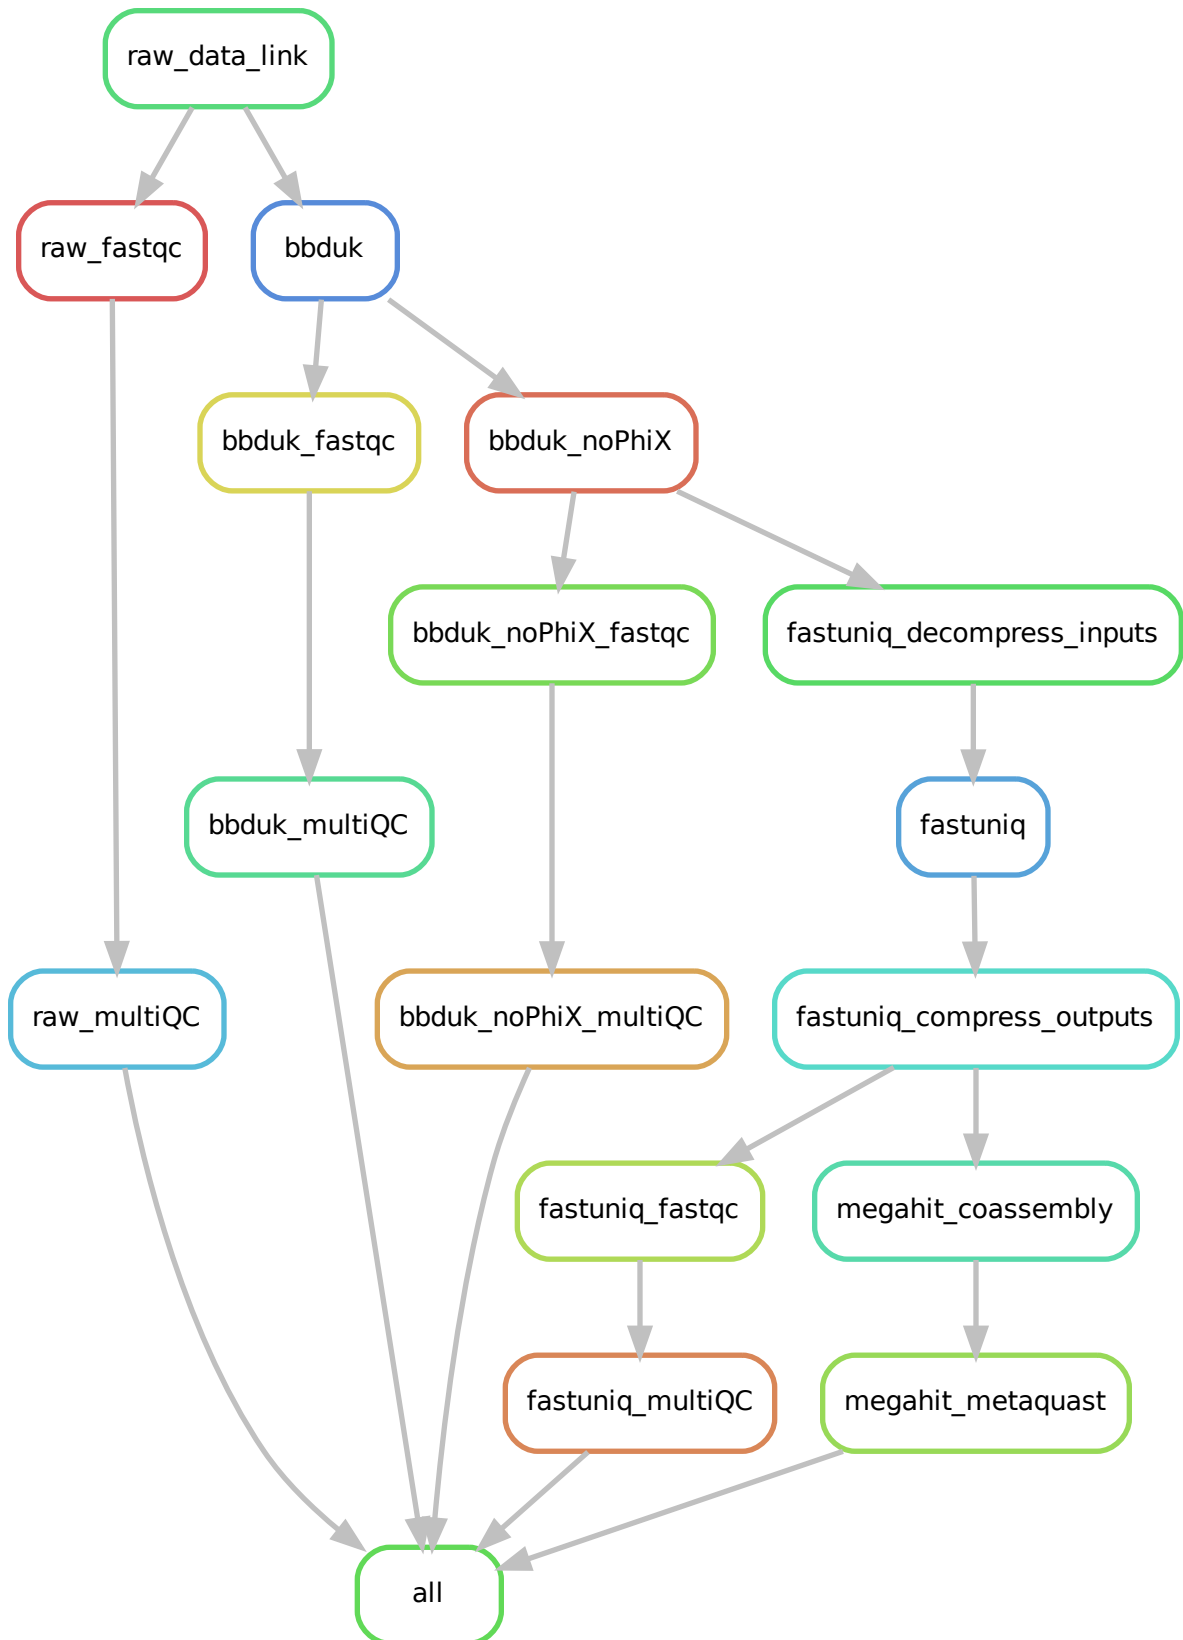 raw_data_link
raw_fastqc
bbduk
bbduk_fastqc
bbduk_noPhiX
bbduk_noPhiX_fastqc
fastuniq_decompress_inputs
bbduk_multiQC
fastuniq
raw_multiQC
bbduk_noPhiX_multiQC
fastuniq_compress_outputs
fastuniq_fastqc
megahit_coassembly
fastuniq_multiQC
megahit_metaquast
all